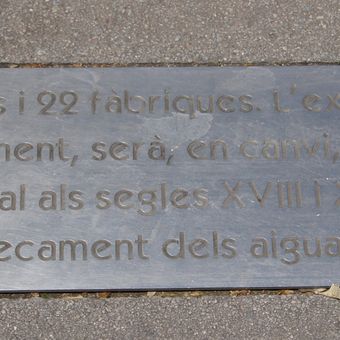 s i 22 fàbriques. L'ex
ment, serà, en canvi,
al als segles XVIII I X
ecament dels aigua